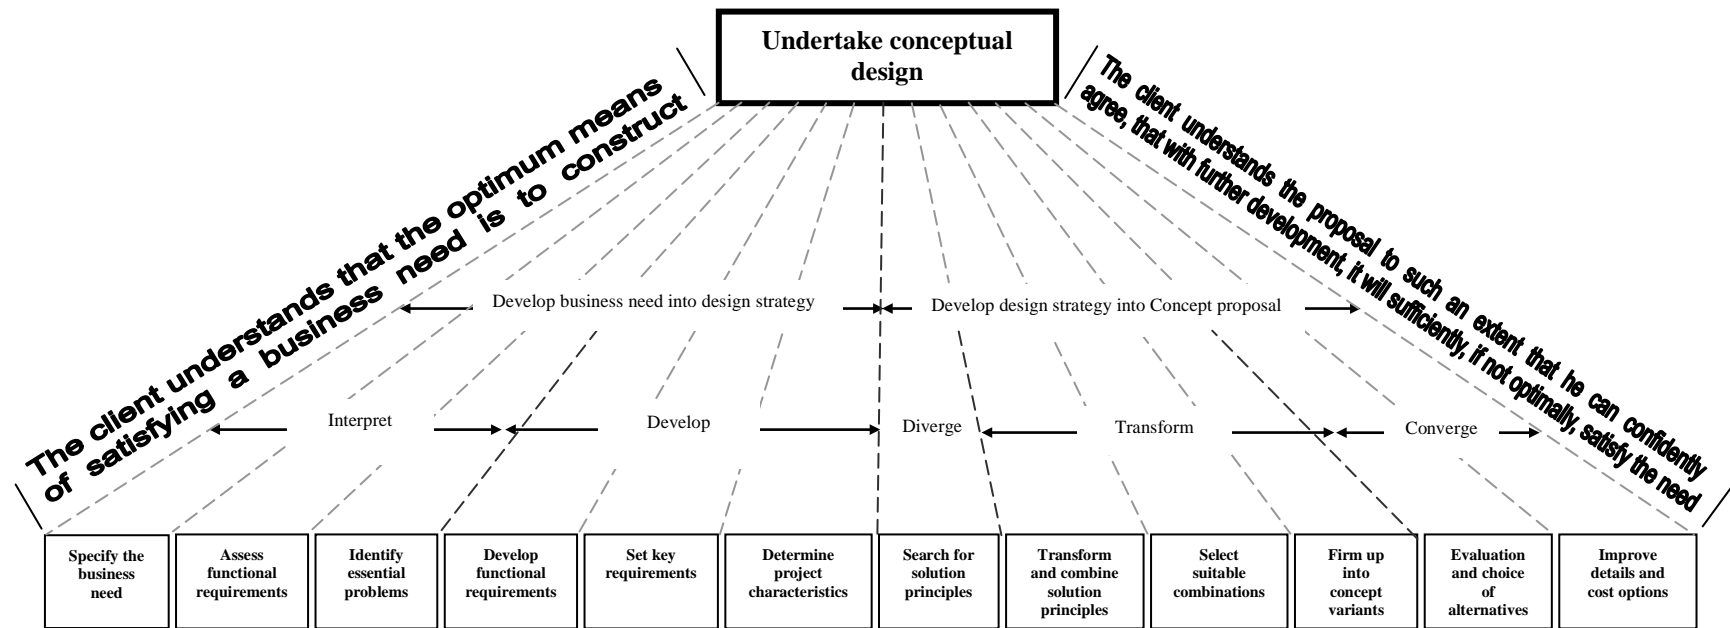 Undertake conceptual
design
The client understands that the optimum means
of satisfying a business need is to construct
The client understands the proposal to such an extent that he can confidently
agree, that with further development, it will sufficiently, if not optimally, satisfy the need
Develop business need into design strategy
Develop design strategy into Concept proposal
Interpret
Develop
Diverge
Transform
Converge
Specify the
business
need
Assess
functional
requirements
Identify
essential
problems
Develop
functional
requirements
Set key
requirements
Determine
project
characteristics
Search for
solution
principles
Transform
and combine
solution
principles
Select
suitable
combinations
Firm up
into
concept
variants
Evaluation
and choice
of
alternatives
Improve
details and
cost options